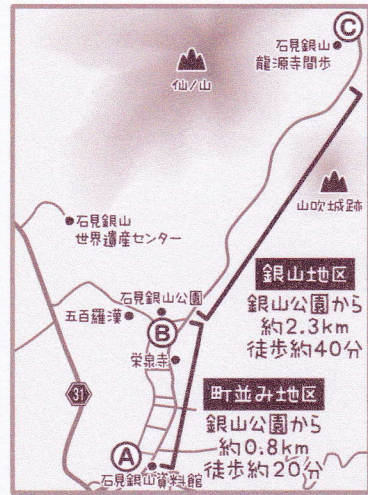 C
石見銀山
龍源寺間歩
仙ノ山
山吹城跡
石見銀山
世界遺産センター
銀山地区
銀山公園から
約2.3km
徒歩約40分
石見銀山公園
五百羅漢
B
栄泉寺
31
町並み地区
銀山公園から
約0.8km
徒歩約20分
A
石見銀山資料館